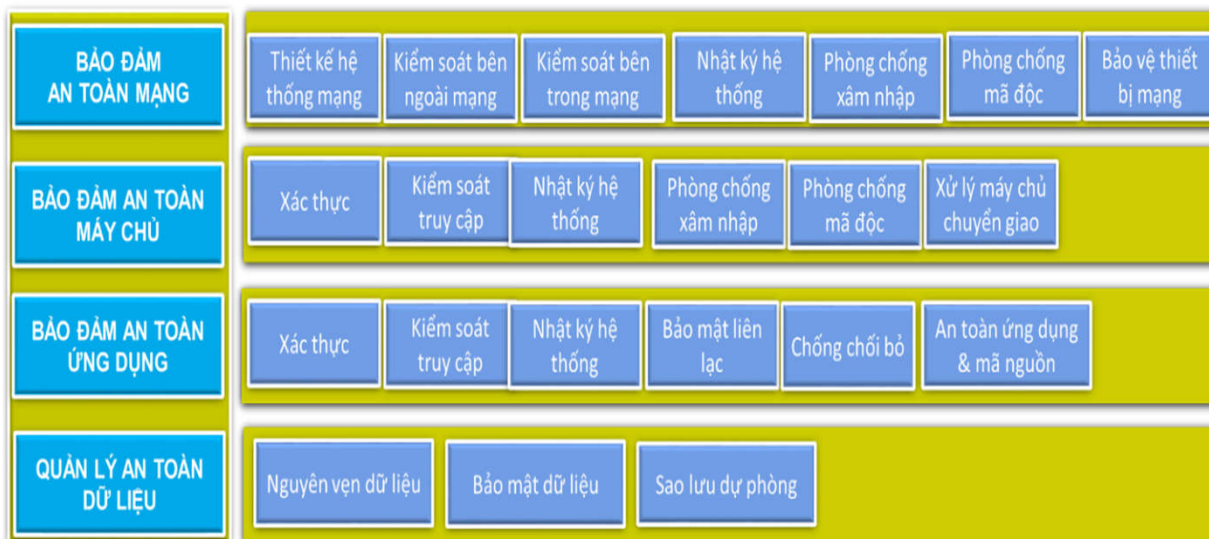 BẢO ĐẢM
AN TOÀN MẠNG
Thiết kế hệ
thống mạng
Kiểm soát bên
ngoài mạng
Kiểm soát bên
trong mạng
Nhật ký hệ
thống
Phòng chống
xâm nhập
Phòng chống
mã độc
Bảo vệ thiết
bị mạng
BẢO ĐẢM AN TOÀN
MÁY CHỦ
Xác thực
Kiểm soát
truy cập
Nhật ký hệ
thống
Phòng chống
xâm nhập
Phòng chống
mã độc
Xử lý máy chủ
chuyển giao
BẢO ĐẢM AN TOÀN
ỨNG DỤNG
Xác thực
Kiểm soát
truy cập
Nhật ký hệ
thống
Bảo mật liên
lạc
Chống chối bỏ
An toàn ứng dụng
& mã nguồn
QUẢN LÝ AN TOÀN
DỮ LIỆU
Nguyên vẹn dữ liệu
Bảo mật dữ liệu
Sao lưu dự phòng